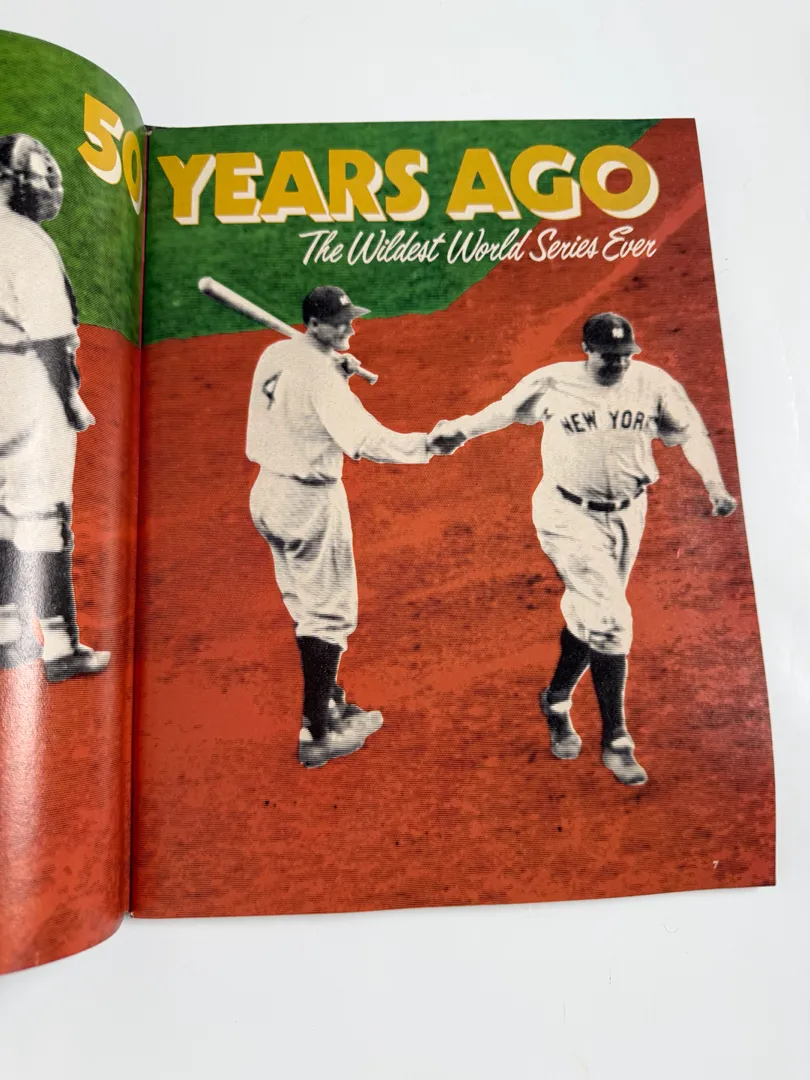 50 YEARS AGO
The Wildest World Series Ever
4
NEW YORK
7